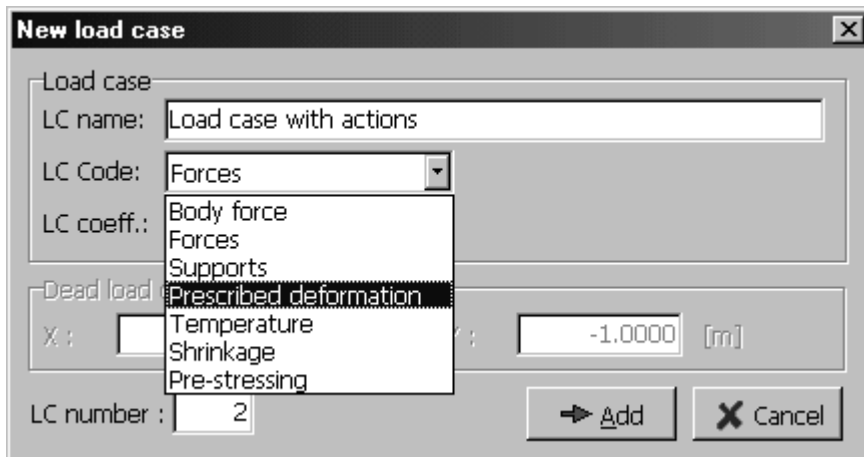 New load case
Load case
LC name: Load case with actions
LC Code: Forces
LC coeff.:
Body force
Forces
Supports
Prescribed deformation
Temperature
Shrinkage
Pre-stressing
Dead load
X : : -1.0000 [m]
LC number : 2
Add Cancel